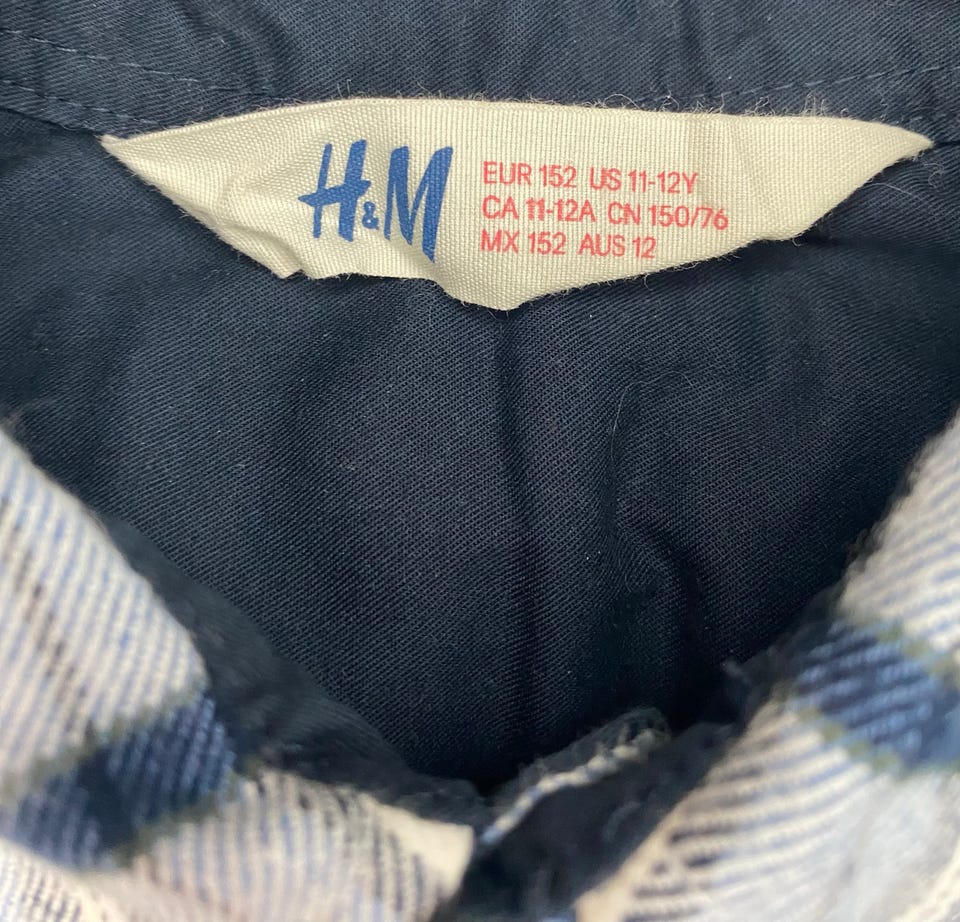 H&M
EUR 152 US 11-12Y
CA 11-12A CN 150/76
MX 152 AUS 12